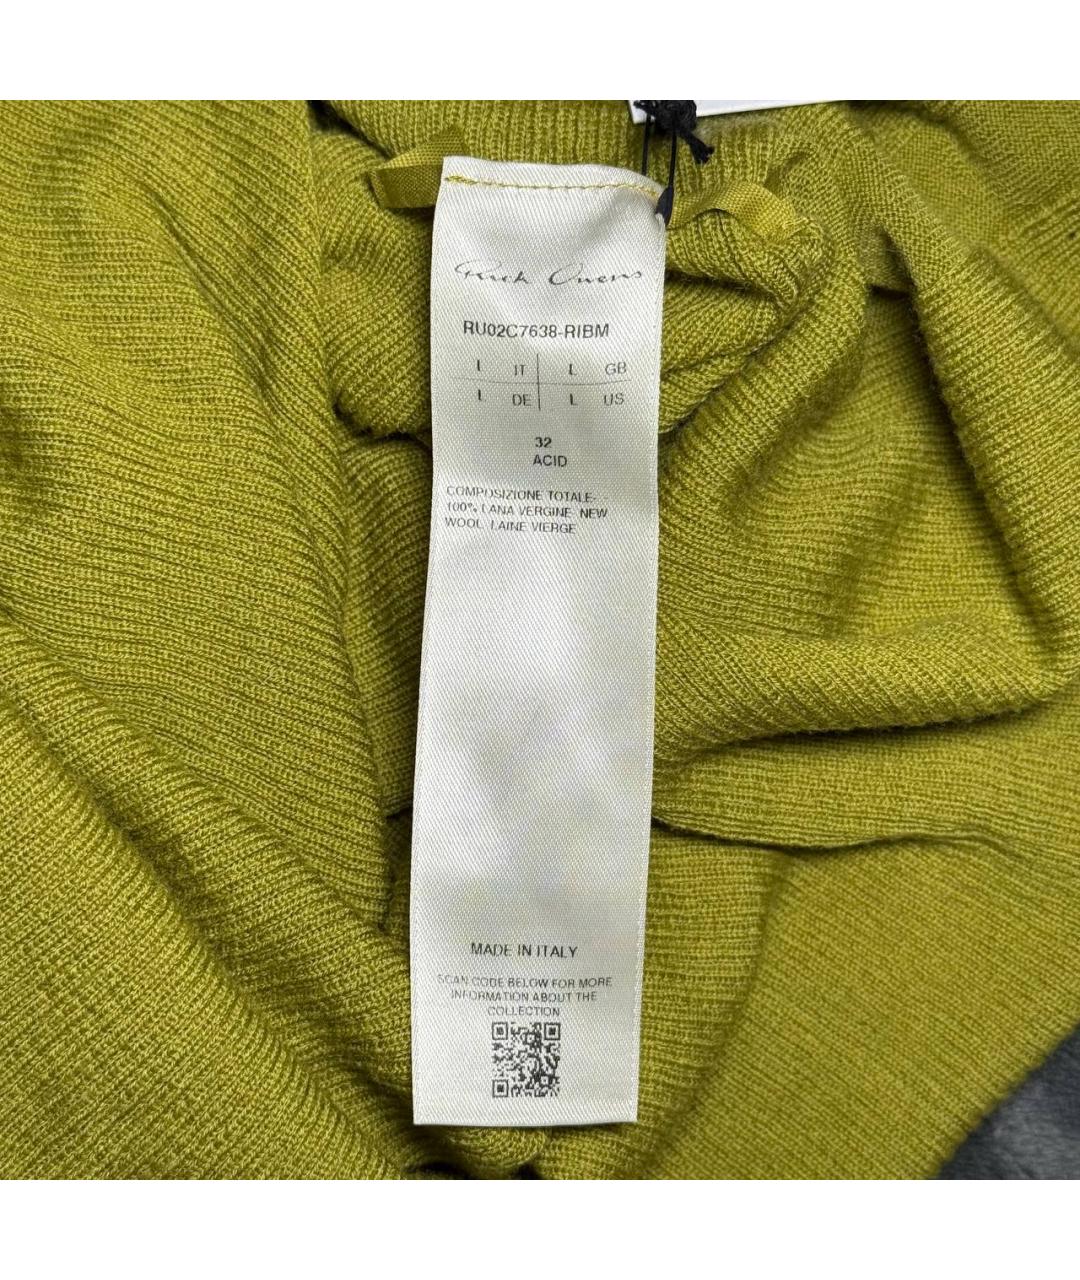 Rick Owens
RU02C7638-RIBM
L IT L GB
L DE L US
32
ACID
COMPOSIZIONE TOTALE- -
100% LANA VERGINE NEW
WOOL LAINE VIERGE
MADE IN ITALY
SCAN CODE BELOW FOR MORE
INFORMATION ABOUT THE
COLLECTION